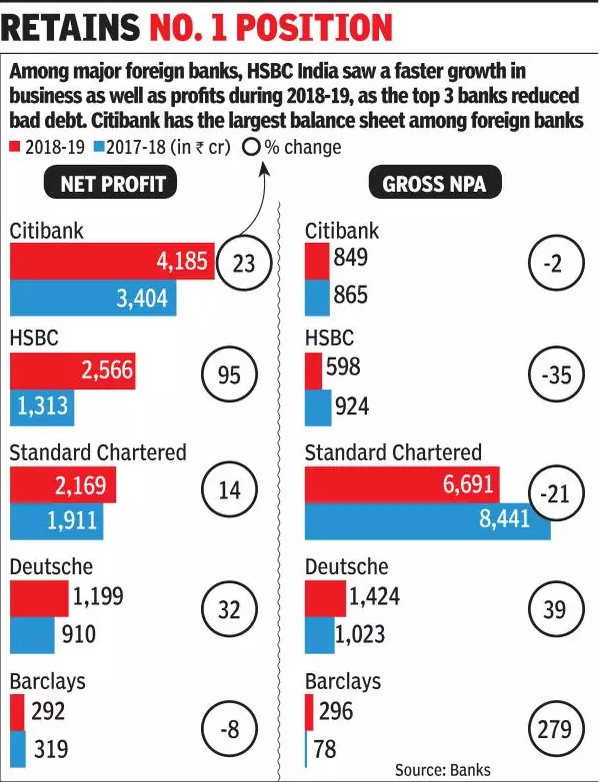 RETAINS NO. 1 POSITION
Among major foreign banks, HSBC India saw a faster growth in
business as well as profits during 2018-19, as the top 3 banks reduced
bad debt. Citibank has the largest balance sheet among foreign banks
2018-19 2017-18 (in ₹ cr) % change
NET PROFIT
Citibank
4,185 23
3,404
HSBC
2,566 95
1,313
Standard Chartered
2,169 14
1,911
Deutsche
1,199 32
910
Barclays
292 -8
319
GROSS NPA
Citibank
849 -2
865
HSBC
598 -35
924
Standard Chartered
6,691 -21
8,441
Deutsche
1,424 39
1,023
Barclays
296 279
78
Source: Banks